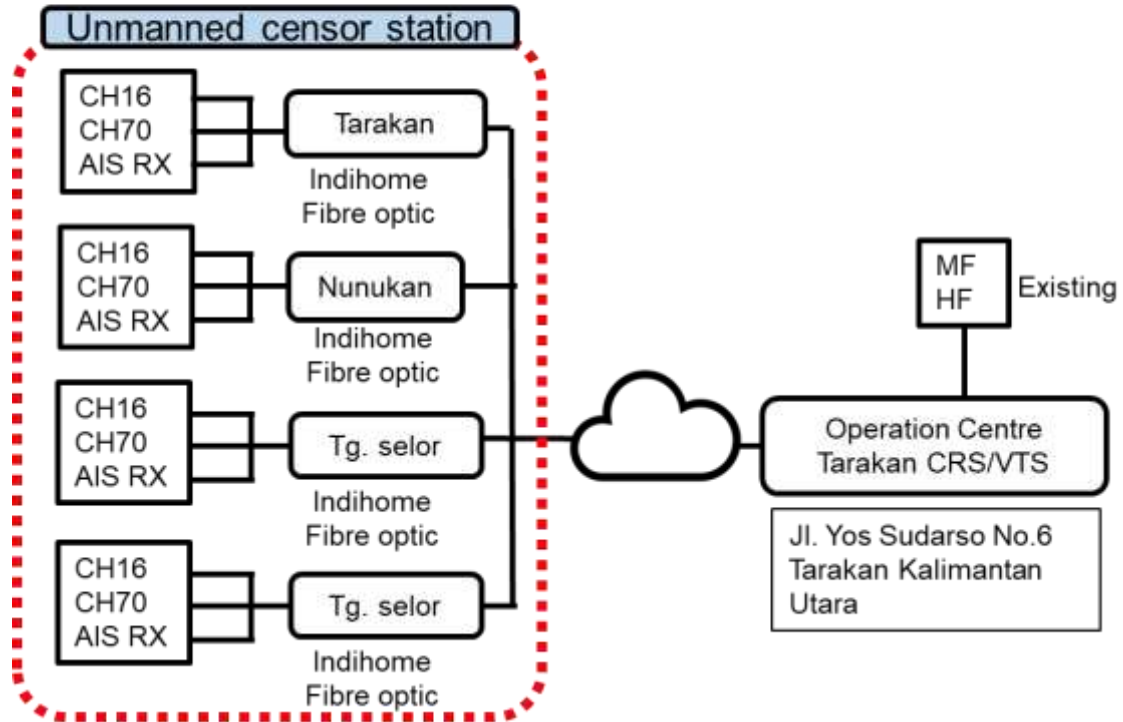 Unmanned censor station
CH16
CH70
AIS RX
Tarakan
Indihome
Fibre optic
CH16
CH70
AIS RX
Nunukan
Indihome
Fibre optic
CH16
CH70
AIS RX
Tg. selor
Indihome
Fibre optic
CH16
CH70
AIS RX
Tg. selor
Indihome
Fibre optic
MF
HF
Existing
Operation Centre
Tarakan CRS/VTS
Jl. Yos Sudarso No.6
Tarakan Kalimantan
Utara